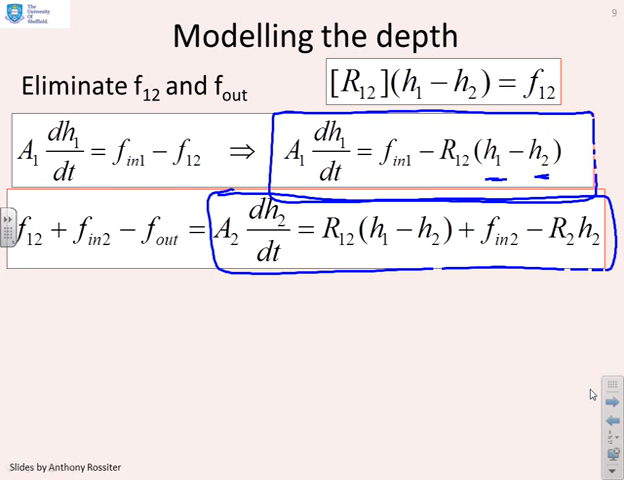 The University Of Sheffield.
9
Modelling the depth
Eliminate f₁₂ and f_out
[R₁₂](h₁ − h₂) = f₁₂
A₁ dh₁/dt = f_in1 − f₁₂ ⇒ A₁ dh₁/dt = f_in1 − R₁₂(h₁ − h₂)
f₁₂ + f_in2 − f_out = A₂ dh₂/dt = R₁₂(h₁ − h₂) + f_in2 − R₂h₂
Slides by Anthony Rossiter